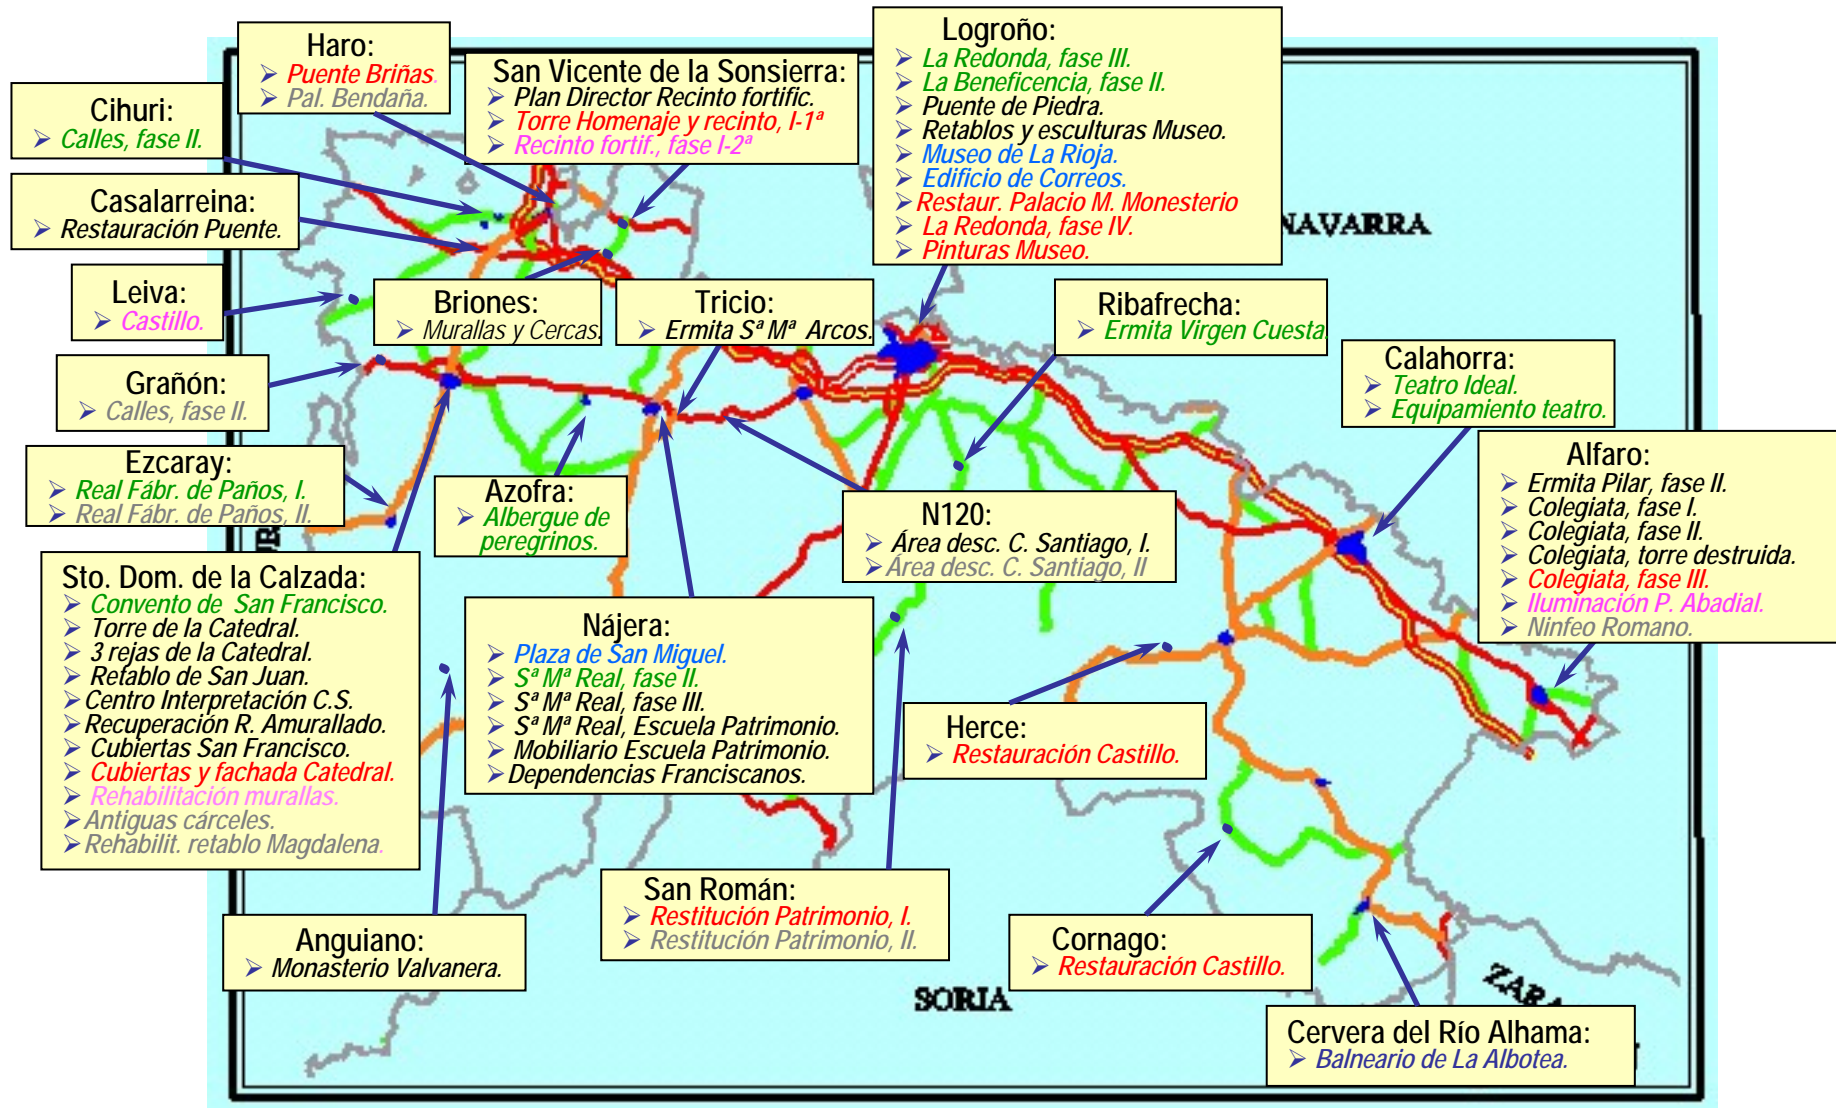 Haro:
Puente Briñas.
Pal. Bendaña.
San Vicente de la Sonsierra:
Plan Director Recinto fortific.
Torre Homenaje y recinto, I-1ª
Recinto fortif., fase I-2ª
Logroño:
La Redonda, fase III.
La Beneficencia, fase II.
Puente de Piedra.
Retablos y esculturas Museo.
Museo de La Rioja.
Edificio de Correos.
Restaur. Palacio M. Monesterio
La Redonda, fase IV.
Pinturas Museo.
Cihuri:
Calles, fase II.
Casalarreina:
Restauración Puente.
NAVARRA
Leiva:
Castillo.
Briones:
Murallas y Cercas.
Tricio:
Ermita Sª Mª Arcos.
Ribafrecha:
Ermita Virgen Cuesta
Grañón:
Calles, fase II.
Calahorra:
Teatro Ideal.
Equipamiento teatro.
Ezcaray:
Real Fábr. de Paños, I.
Real Fábr. de Paños, II.
Azofra:
Albergue de
peregrinos.
N120:
Área desc. C. Santiago, I.
Área desc. C. Santiago, II
Alfaro:
Ermita Pilar, fase II.
Colegiata, fase I.
Colegiata, fase II.
Colegiata, torre destruida.
Colegiata, fase III.
Iluminación P. Abadial.
Ninfeo Romano.
Sto. Dom. de la Calzada:
Convento de San Francisco.
Torre de la Catedral.
3 rejas de la Catedral.
Retablo de San Juan.
Centro Interpretación C.S.
Recuperación R. Amurallado.
Cubiertas San Francisco.
Cubiertas y fachada Catedral.
Rehabilitación murallas.
Antiguas cárceles.
Rehabilit. retablo Magdalena.
Nájera:
Plaza de San Miguel.
Sª Mª Real, fase II.
Sª Mª Real, fase III.
Sª Mª Real, Escuela Patrimonio.
Mobiliario Escuela Patrimonio.
Dependencias Franciscanos.
Herce:
Restauración Castillo.
San Román:
Restitución Patrimonio, I.
Restitución Patrimonio, II.
Anguiano:
Monasterio Valvanera.
Cornago:
Restauración Castillo.
SORIA
ZARA
Cervera del Río Alhama:
Balneario de La Albotea.